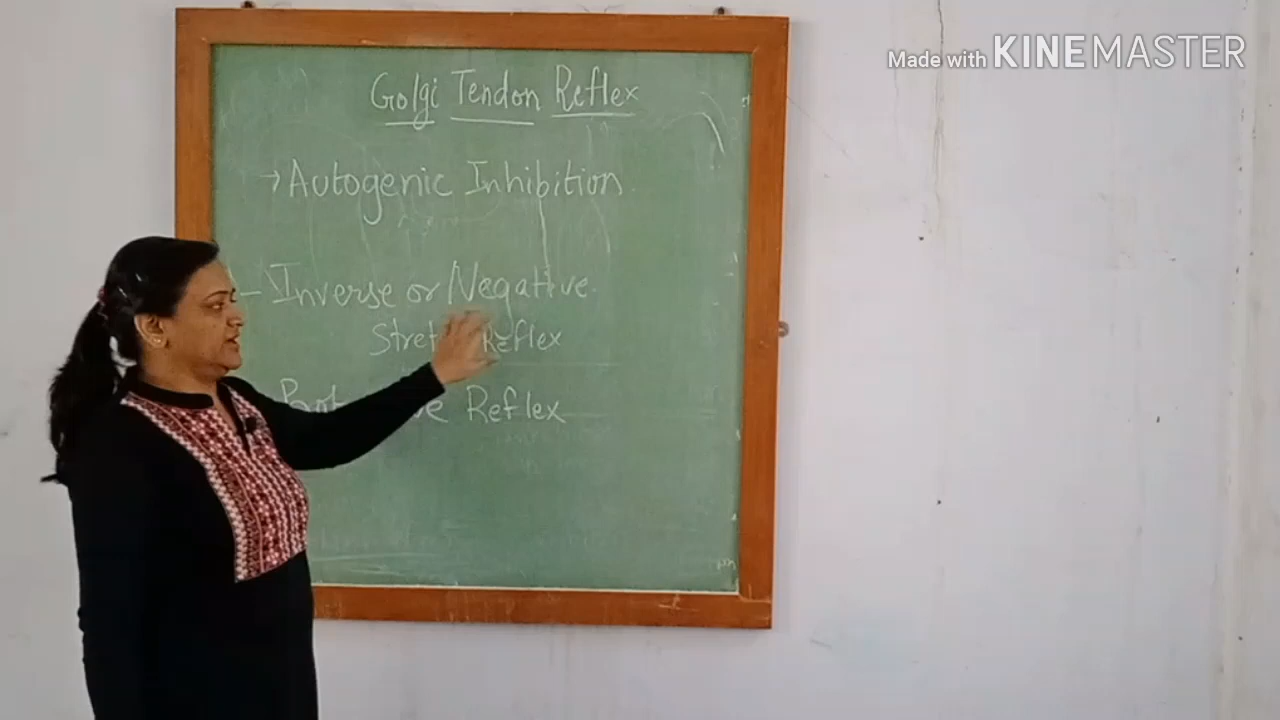 Made with KINEMASTER
Golgi Tendon Reflex
→ Autogenic Inhibition
- Inverse or Negative
Reflex
Reflex